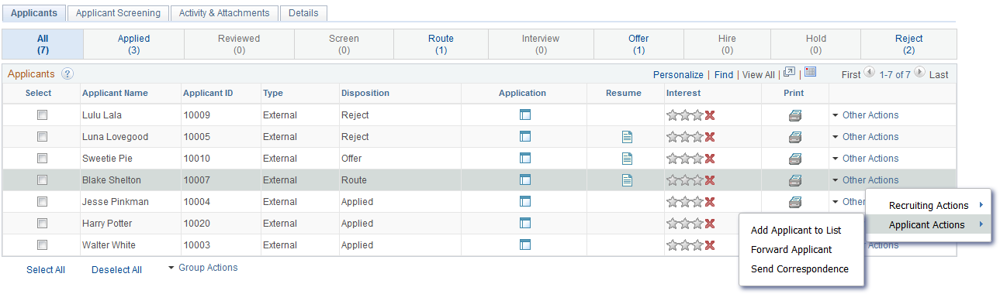 Applicants Applicant Screening Activity & Attachments Details
All Applied Reviewed Screen Route Interview Offer Hire Hold Reject
(7) (3) (0) (0) (1) (0) (1) (0) (0) (2)
Applicants ? Personalize | Find | View All | | First 1-7 of 7 Last
Select Applicant Name Applicant ID Type Disposition Application Resume Interest Print
Lulu Lala 10009 External Reject Other Actions
Luna Lovegood 10005 External Reject Other Actions
Sweetie Pie 10010 External Offer Other Actions
Blake Shelton 10007 External Route Other Actions
Jesse Pinkman 10004 External Applied Other
Recruiting Actions
Harry Potter 10020 External Applied
Applicant Actions
Add Applicant to List
Walter White 10003 External Applied Actions
Forward Applicant
Send Correspondence
Select All Deselect All Group Actions